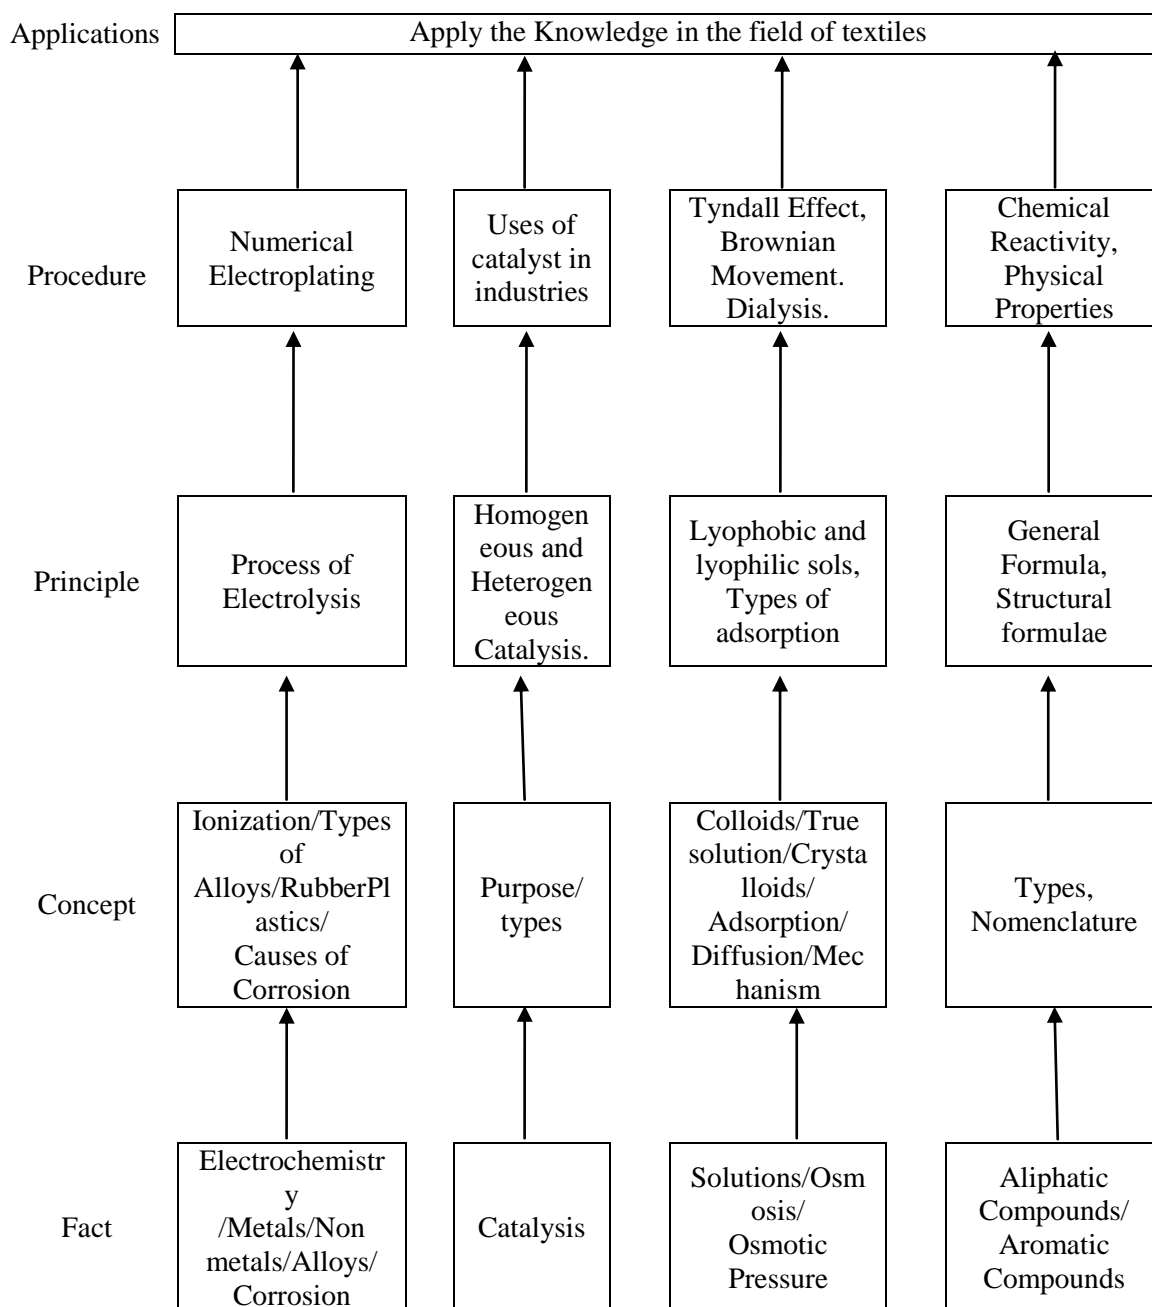 Applications
Apply the Knowledge in the field of textiles
Procedure
Numerical
Electroplating
Uses of
catalyst in
industries
Tyndall Effect,
Brownian
Movement.
Dialysis.
Chemical
Reactivity,
Physical
Properties
Principle
Process of
Electrolysis
Homogen
eous and
Heterogen
eous
Catalysis.
Lyophobic and
lyophilic sols,
Types of
adsorption
General
Formula,
Structural
formulae
Concept
Ionization/Types
of
Alloys/RubberPl
astics/
Causes of
Corrosion
Purpose/
types
Colloids/True
solution/Crysta
lloids/
Adsorption/
Diffusion/Mec
hanism
Types,
Nomenclature
Fact
Electrochemistr
y
/Metals/Non
metals/Alloys/
Corrosion
Catalysis
Solutions/Osm
osis/
Osmotic
Pressure
Aliphatic
Compounds/
Aromatic
Compounds